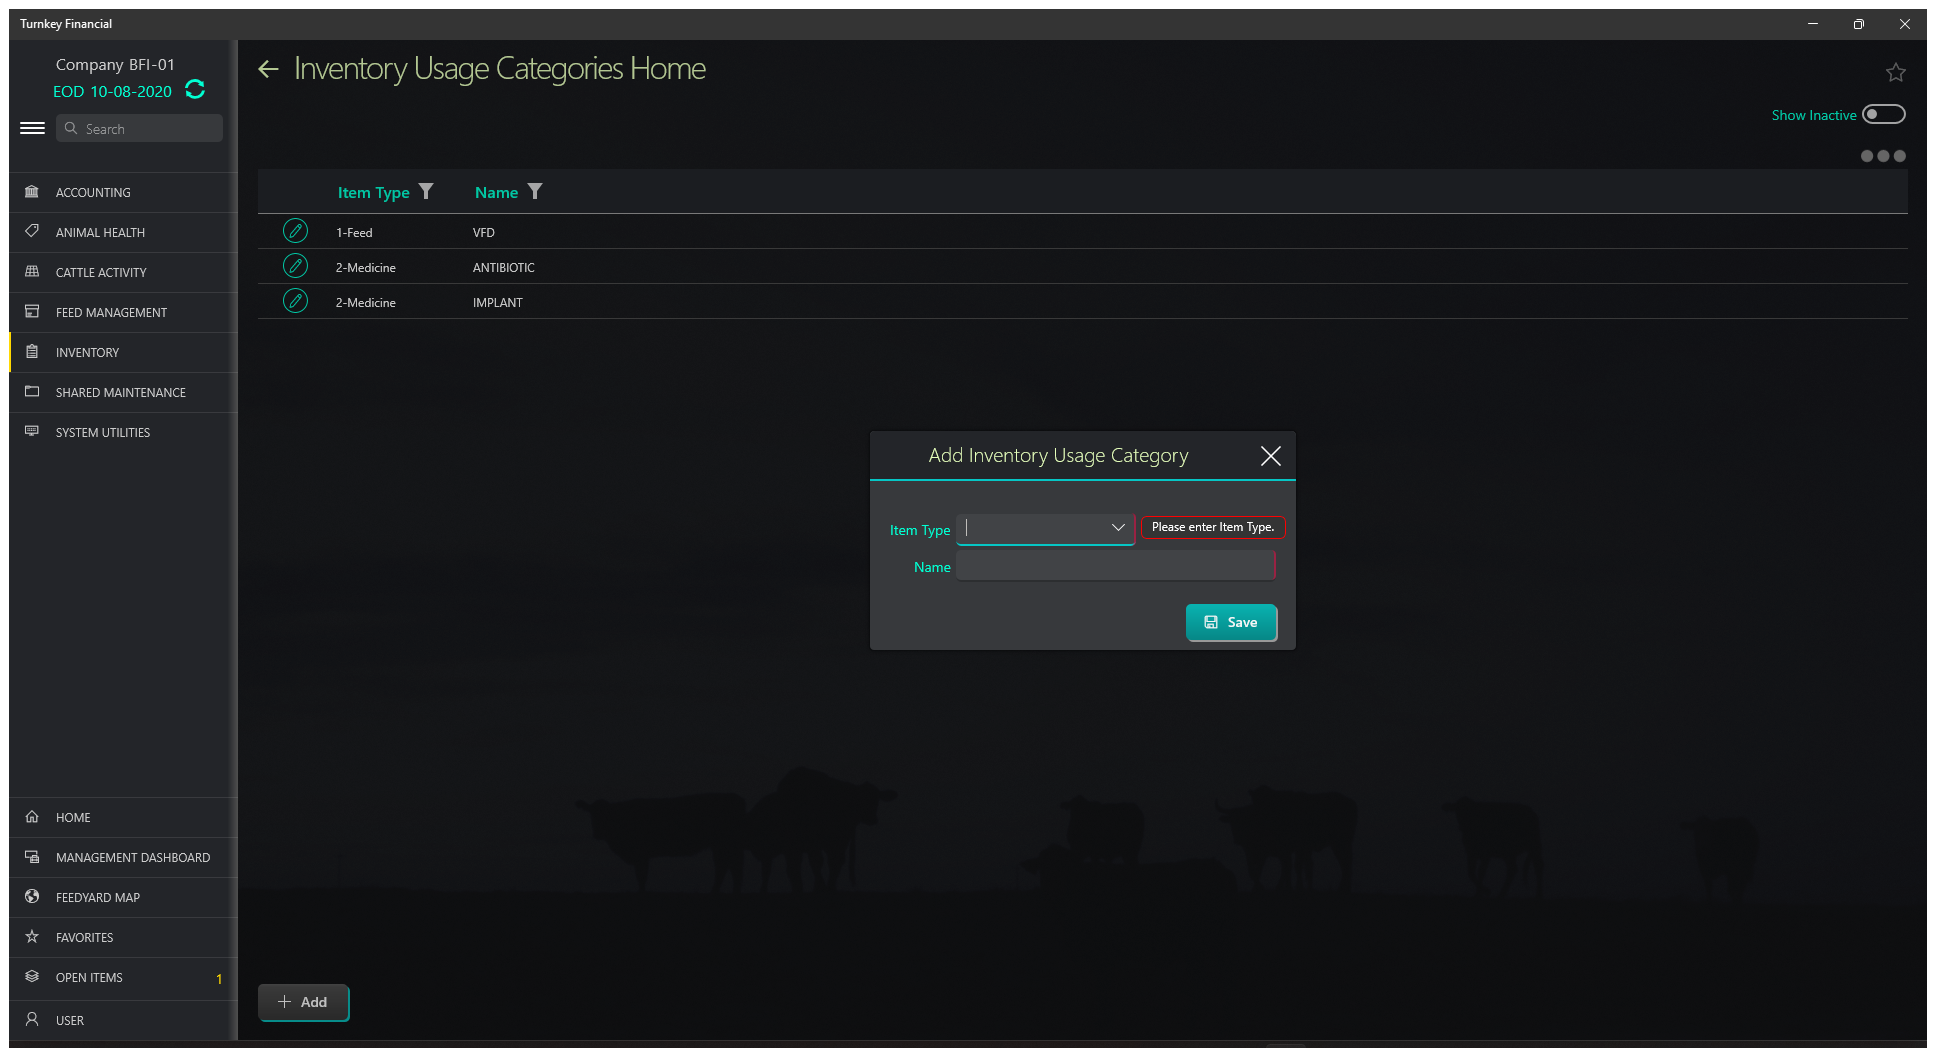 Turnkey Financial
Company BFI-01
EOD 10-08-2020
Search
ACCOUNTING
ANIMAL HEALTH
CATTLE ACTIVITY
FEED MANAGEMENT
INVENTORY
SHARED MAINTENANCE
SYSTEM UTILITIES
HOME
MANAGEMENT DASHBOARD
FEEDYARD MAP
FAVORITES
OPEN ITEMS 1
USER
Inventory Usage Categories Home
Show Inactive
Item Type Name
1-Feed VFD
2-Medicine ANTIBIOTIC
2-Medicine IMPLANT
Add Inventory Usage Category
Item Type Please enter Item Type.
Name
Save
Add